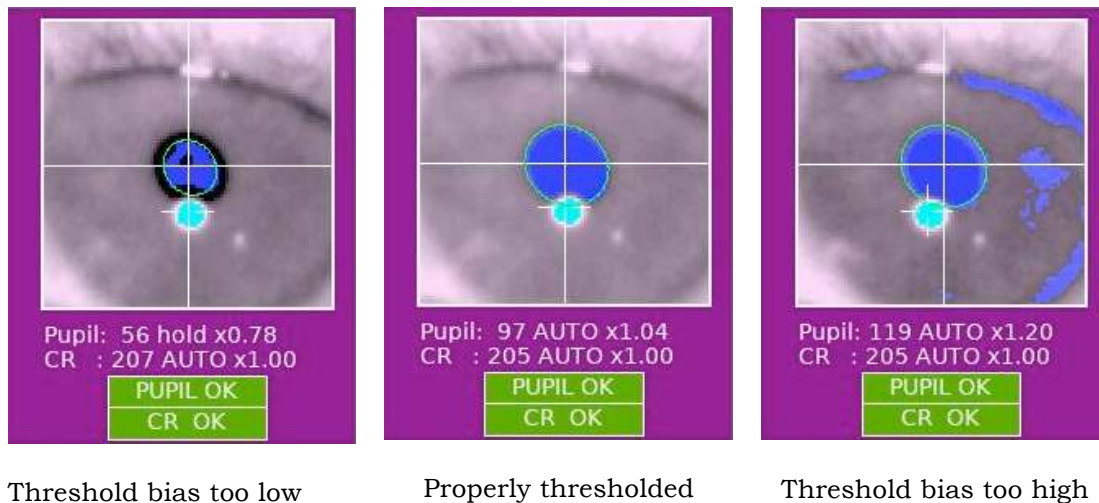 Pupil: 56 hold x0.78
CR : 207 AUTO x1.00
PUPIL OK
CR OK
Threshold bias too low
Pupil: 97 AUTO x1.04
CR : 205 AUTO x1.00
PUPIL OK
CR OK
Properly thresholded
Pupil: 119 AUTO x1.20
CR : 205 AUTO x1.00
PUPIL OK
CR OK
Threshold bias too high